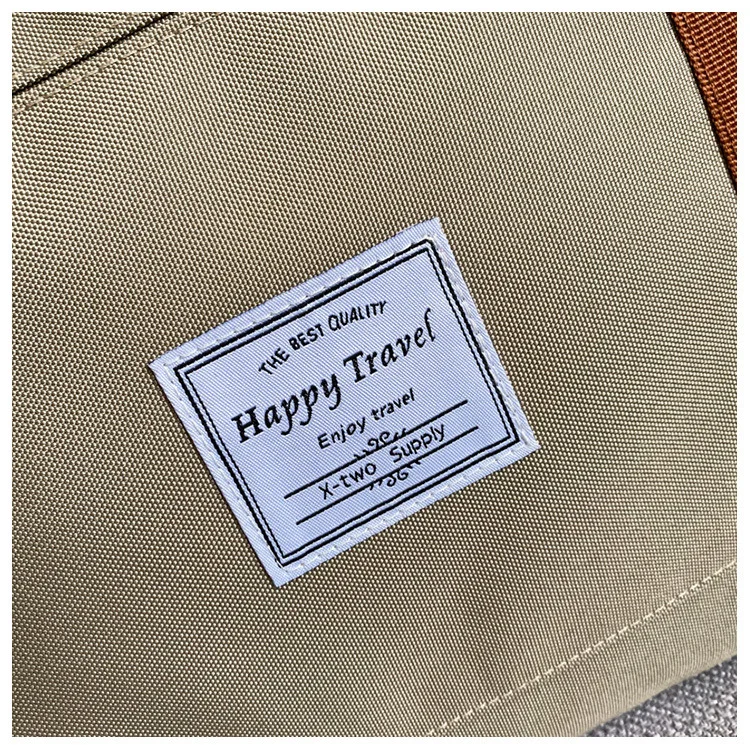 THE BEST QUALITY
Happy Travel
Enjoy travel
X-two Supply